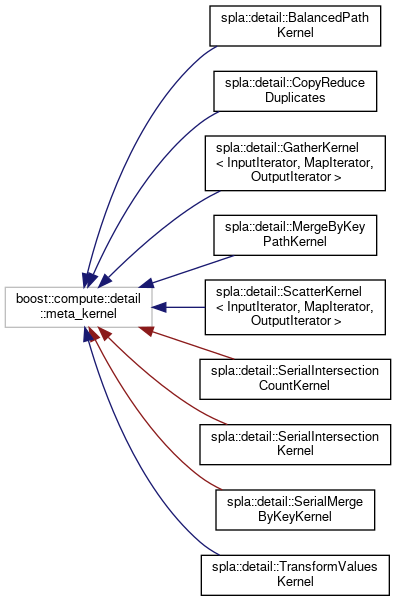 boost::compute::detail
::meta_kernel
spla::detail::BalancedPath
Kernel
spla::detail::CopyReduce
Duplicates
spla::detail::GatherKernel
< InputIterator, MapIterator,
OutputIterator >
spla::detail::MergeByKey
PathKernel
spla::detail::ScatterKernel
< InputIterator, MapIterator,
OutputIterator >
spla::detail::SerialIntersection
CountKernel
spla::detail::SerialIntersection
Kernel
spla::detail::SerialMerge
ByKeyKernel
spla::detail::TransformValues
Kernel